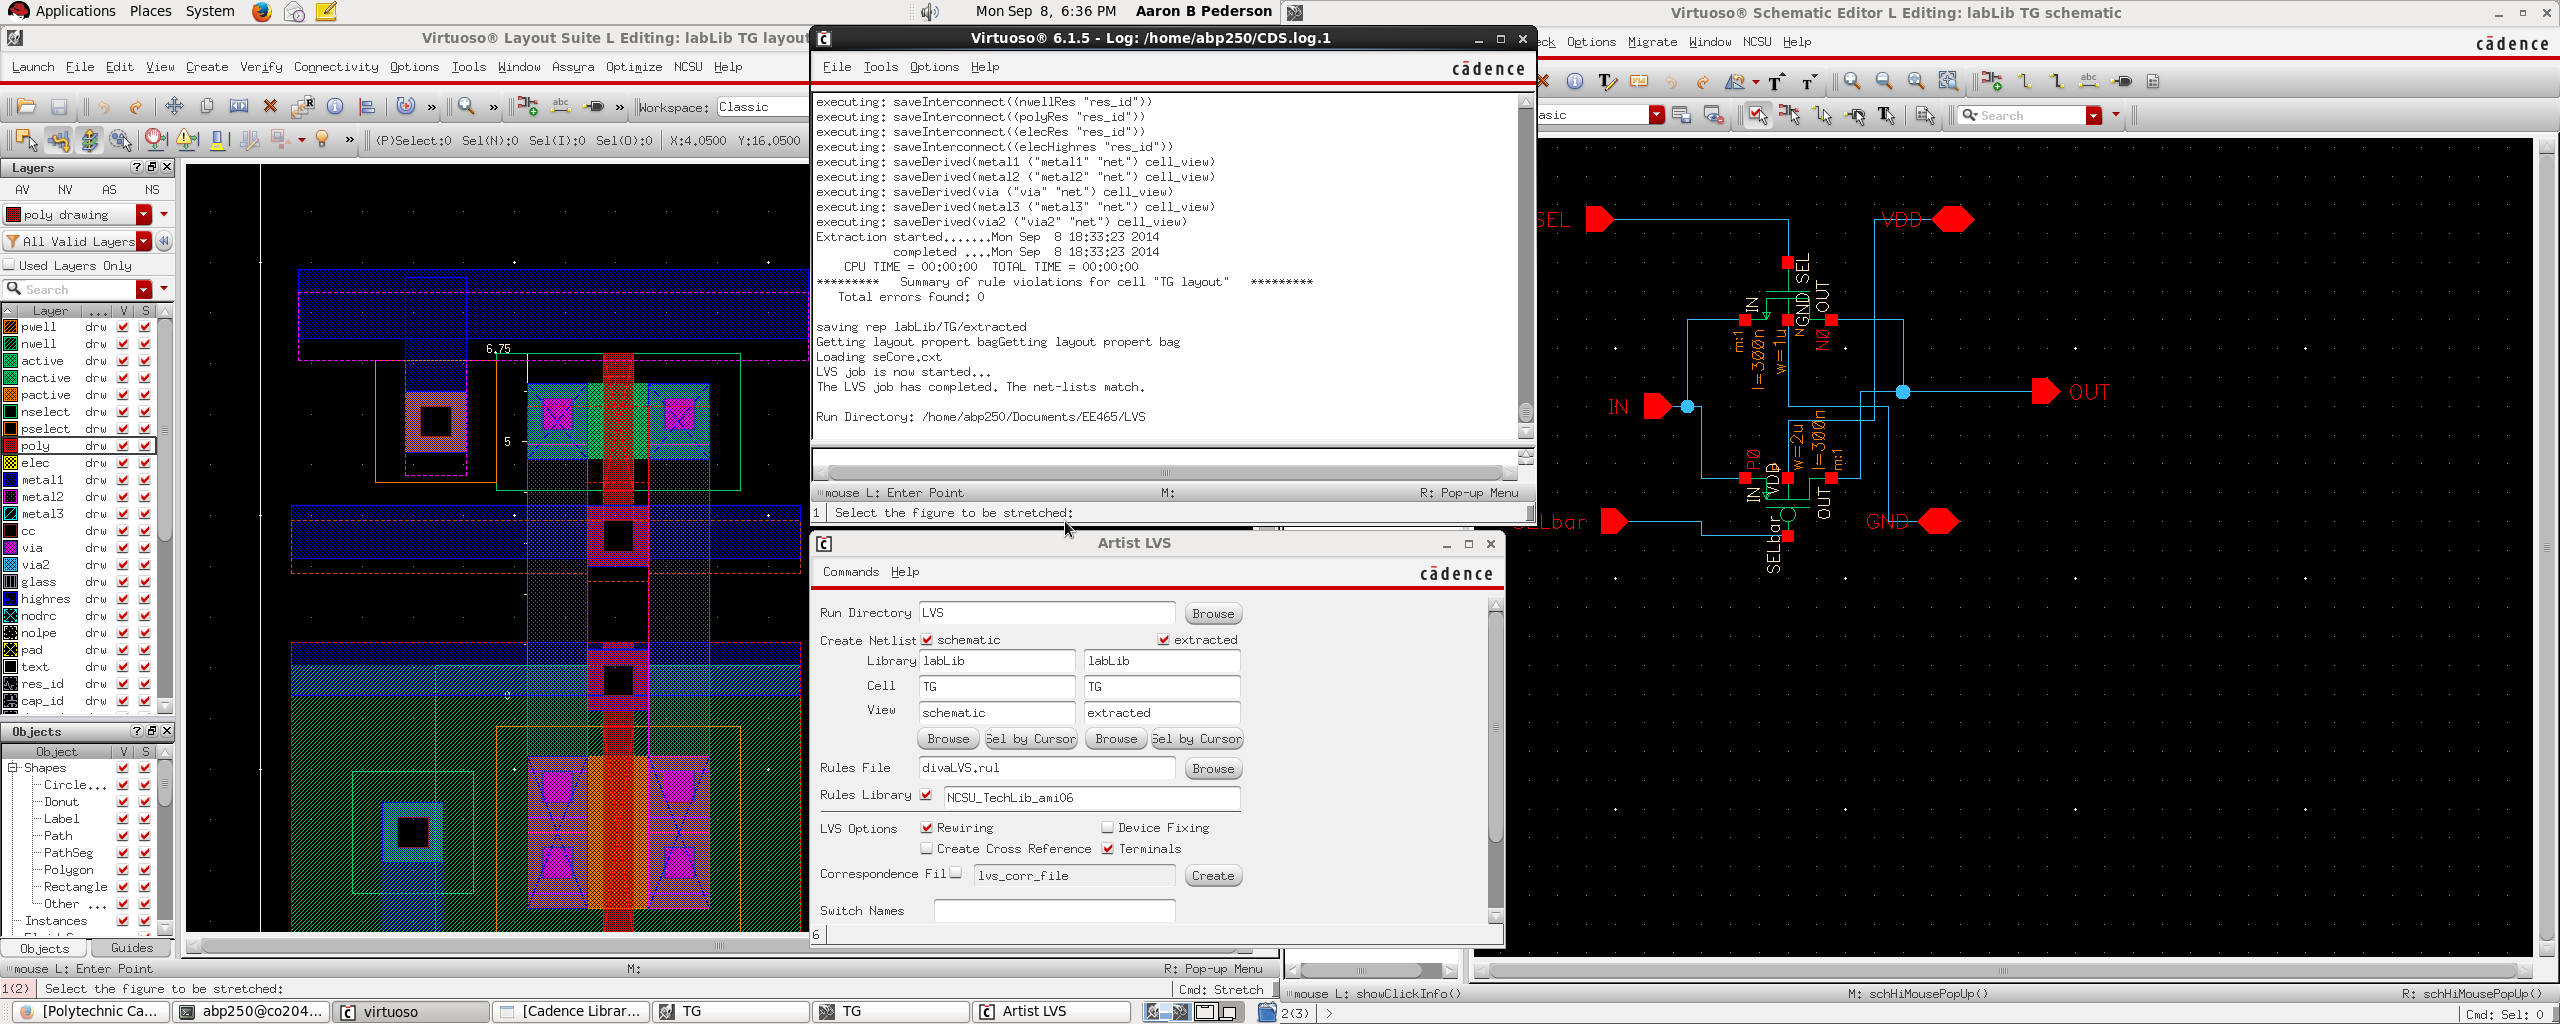 Applications Places System
Mon Sep 8, 6:36 PM Aaron B Pederson
Virtuoso® Layout Suite L Editing: labLib TG layou
Launch File Edit View Create Verify Connectivity Options Tools Window Assura Optimize NCSU Help
» » » Workspace: Classic
» (P)Select:0 Sel(N):0 Sel(I):0 Sel(O):0 X:4.0500 Y:16.0500
Layers
AV NV AS NS
poly drawing
All Valid Layers
Used Layers Only
Search
Layer ... V S
pwell drw
nwell drw
active drw
nactive drw
pactive drw
nselect drw
pselect drw
poly drw
elec drw
metal1 drw
metal2 drw
metal3 drw
cc drw
via drw
via2 drw
glass drw
highres drw
nodrc drw
nolpe drw
pad drw
text drw
res_id drw
cap_id drw
Objects
Object V S
Shapes
Circle...
Donut
Label
Path
PathSeg
Polygon
Rectangle
Other ...
Instances
Objects Guides
6.75
5
0
mouse L: Enter Point M: R: Pop-up Menu
1(2) Select the figure to be stretched: Cmd: Stretch
Virtuoso® 6.1.5 - Log: /home/abp250/CDS.log.1
File Tools Options Help
cādence
executing: saveInterconnect((nwellRes "res_id"))
executing: saveInterconnect((polyRes "res_id"))
executing: saveInterconnect((elecRes "res_id"))
executing: saveInterconnect((elecHighres "res_id"))
executing: saveDerived(metal1 ("metal1" "net") cell_view)
executing: saveDerived(metal2 ("metal2" "net") cell_view)
executing: saveDerived(via ("via" "net") cell_view)
executing: saveDerived(metal3 ("metal3" "net") cell_view)
executing: saveDerived(via2 ("via2" "net") cell_view)
Extraction started.......Mon Sep 8 18:33:23 2014
completed ....Mon Sep 8 18:33:23 2014
CPU TIME = 00:00:00 TOTAL TIME = 00:00:00
********* Summary of rule violations for cell "TG layout" *********
Total errors found: 0
saving rep labLib/TG/extracted
Getting layout propert bagGetting layout propert bag
Loading seCore.cxt
LVS job is now started...
The LVS job has completed. The net-lists match.
Run Directory: /home/abp250/Documents/EE465/LVS
mouse L: Enter Point M: R: Pop-up Menu
1 Select the figure to be stretched:
Artist LVS
Commands Help
cādence
Run Directory LVS Browse
Create Netlist schematic extracted
Library labLib labLib
Cell TG TG
View schematic extracted
Browse Sel by Cursor Browse Sel by Cursor
Rules File divaLVS.rul Browse
Rules Library NCSU_TechLib_ami06
LVS Options Rewiring Device Fixing
Create Cross Reference Terminals
Correspondence Fil lvs_corr_file Create
Switch Names
6
Virtuoso® Schematic Editor L Editing: labLib TG schematic
eck Options Migrate Window NCSU Help
cādence
asic
Search
SEL
VDD
SEL
IN
GND
OUT
m:1
l=300n
w=1u
N0
IN
OUT
P0
w=2u
l=300n
m:1
IN
VDD
OUT
SELbar
SELbar
GND
mouse L: showClickInfo() M: schHiMousePopUp() R: schHiMousePopUp()
2(3) > Cmd: Sel: 0
[Polytechnic Ca... abp250@co204... virtuoso [Cadence Librar... TG TG Artist LVS